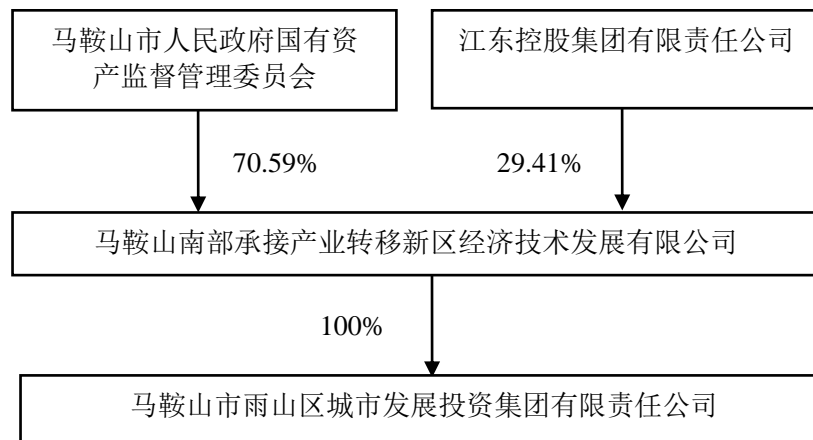 马鞍山市人民政府国有资
产监督管理委员会
江东控股集团有限责任公司
70.59%
29.41%
马鞍山南部承接产业转移新区经济技术发展有限公司
100%
马鞍山市雨山区城市发展投资集团有限责任公司